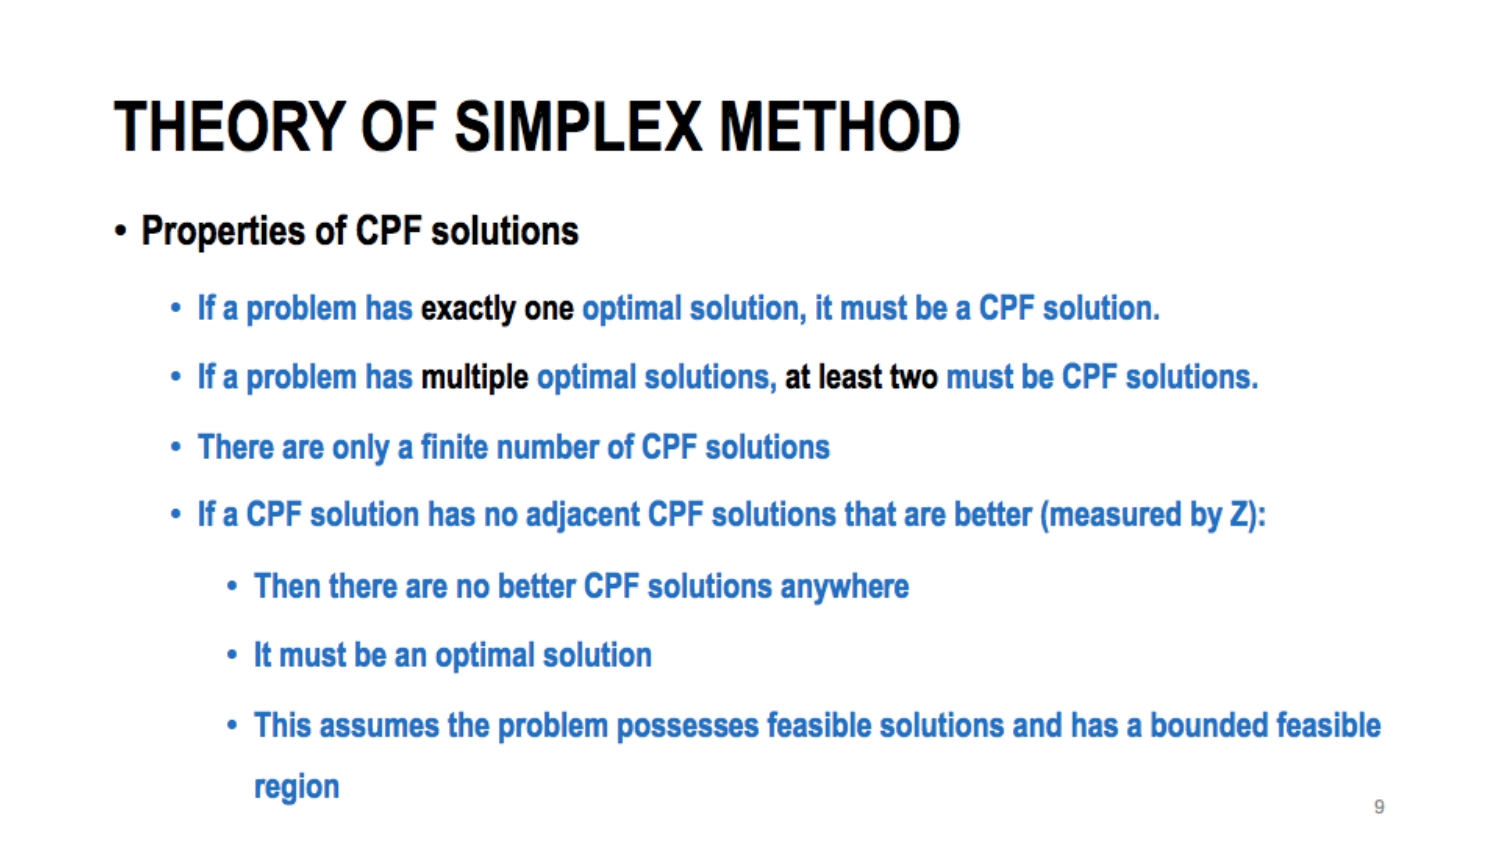 THEORY OF SIMPLEX METHOD
• Properties of CPF solutions
• If a problem has exactly one optimal solution, it must be a CPF solution.
• If a problem has multiple optimal solutions, at least two must be CPF solutions.
• There are only a finite number of CPF solutions
• If a CPF solution has no adjacent CPF solutions that are better (measured by Z):
• Then there are no better CPF solutions anywhere
• It must be an optimal solution
• This assumes the problem possesses feasible solutions and has a bounded feasible
region
9